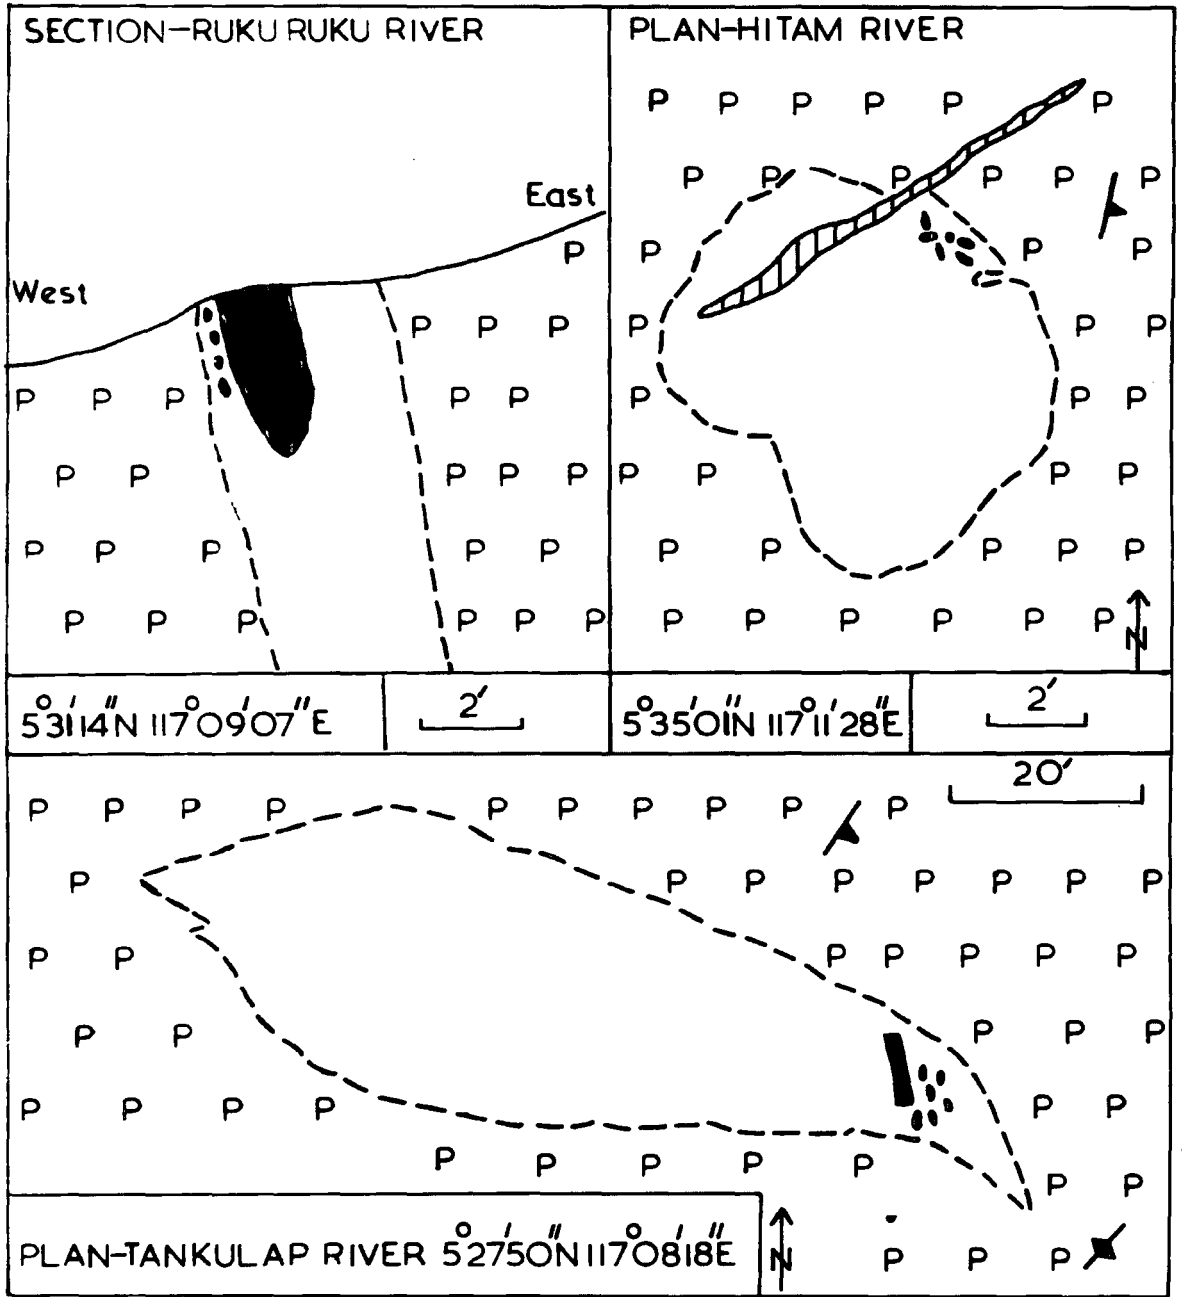 SECTION-RUKU RUKU RIVER
East
P
West
P P P
P P P P P
P P P P P
P P P P P
P P P P P P
5°31'14"N 117°09'07"E
2'
PLAN-HITAM RIVER
P P P P P P
P P P P P P
P P P
P P P
P P P
P P P P
P P P P P
P P P P P P
N
5°35'01"N 117°11'28"E
2'
20'
P P P P P P P P P P
P P P P P P P P
P P P P P P P
P P P P P
P P P P P P
P P P P P
P P
PLAN-TANKULAP RIVER 5°27'50"N 117°08'18"E
N
P P P